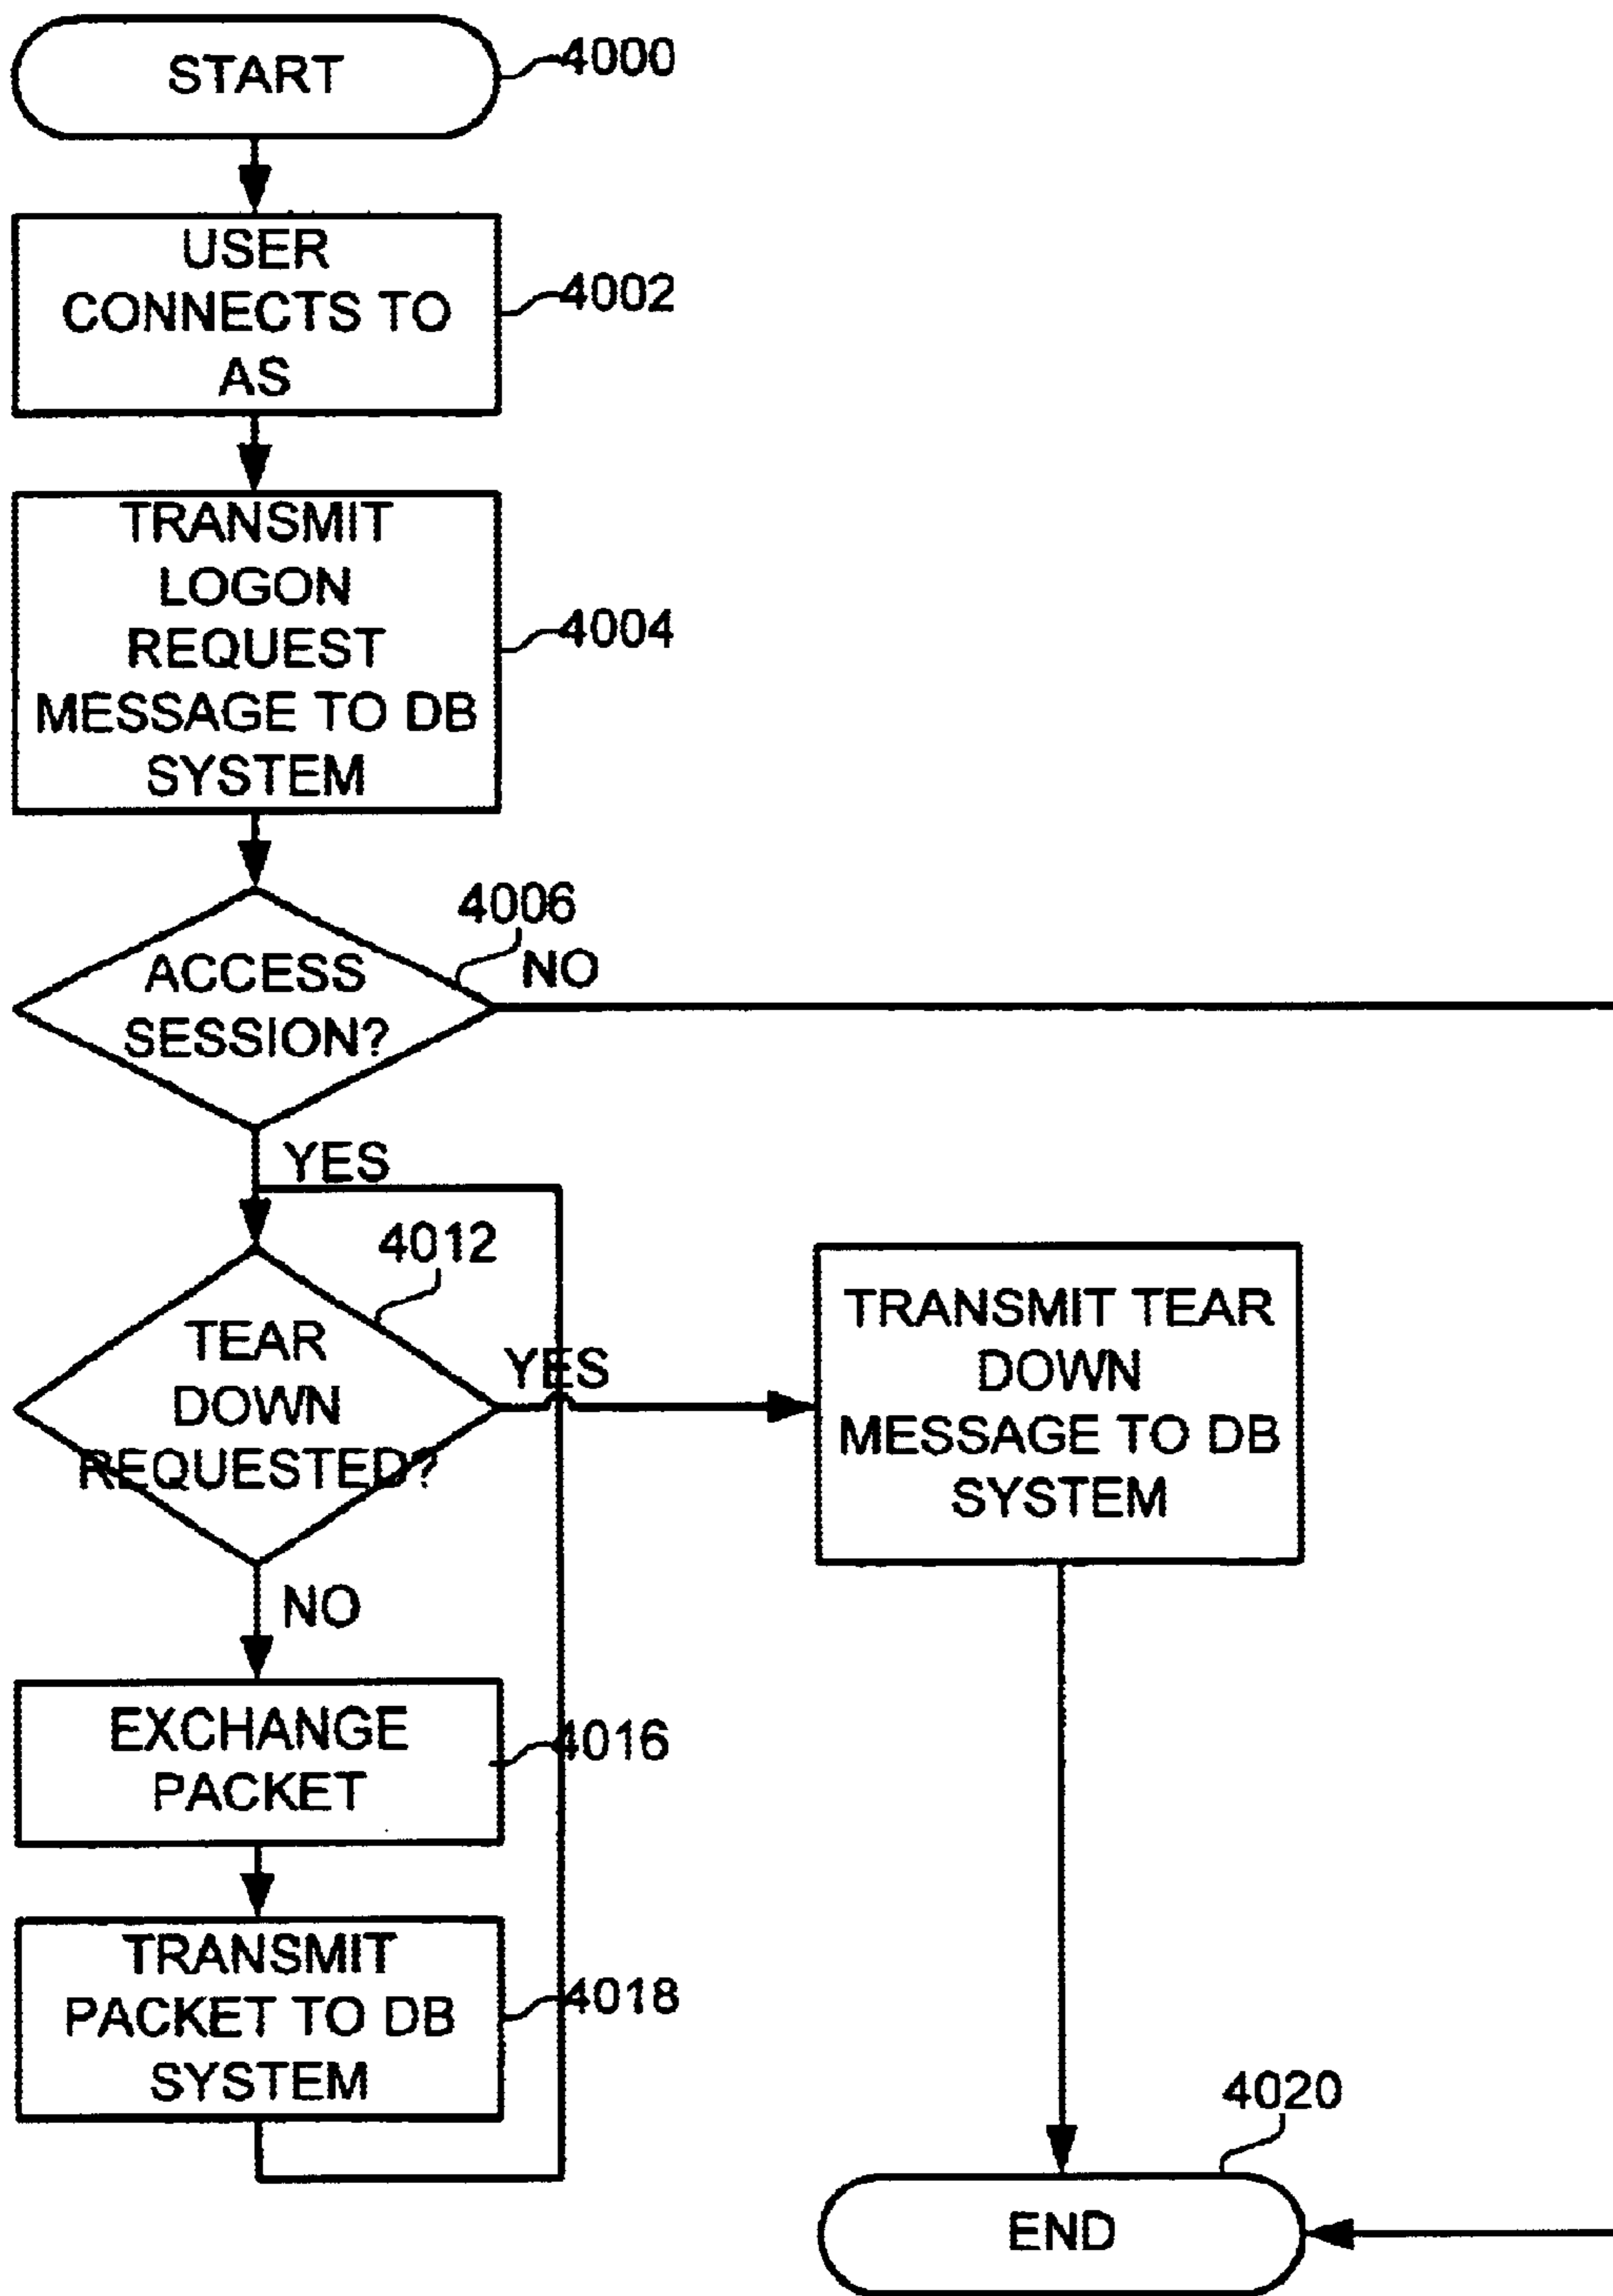 START
4000
USER
CONNECTS TO
AS
4002
TRANSMIT
LOGON
REQUEST
MESSAGE TO DB
SYSTEM
4004
4006
ACCESS
SESSION?
NO
YES
4012
TEAR
DOWN
REQUESTED?
YES
TRANSMIT TEAR
DOWN
MESSAGE TO DB
SYSTEM
NO
EXCHANGE
PACKET
4016
TRANSMIT
PACKET TO DB
SYSTEM
4018
4020
END